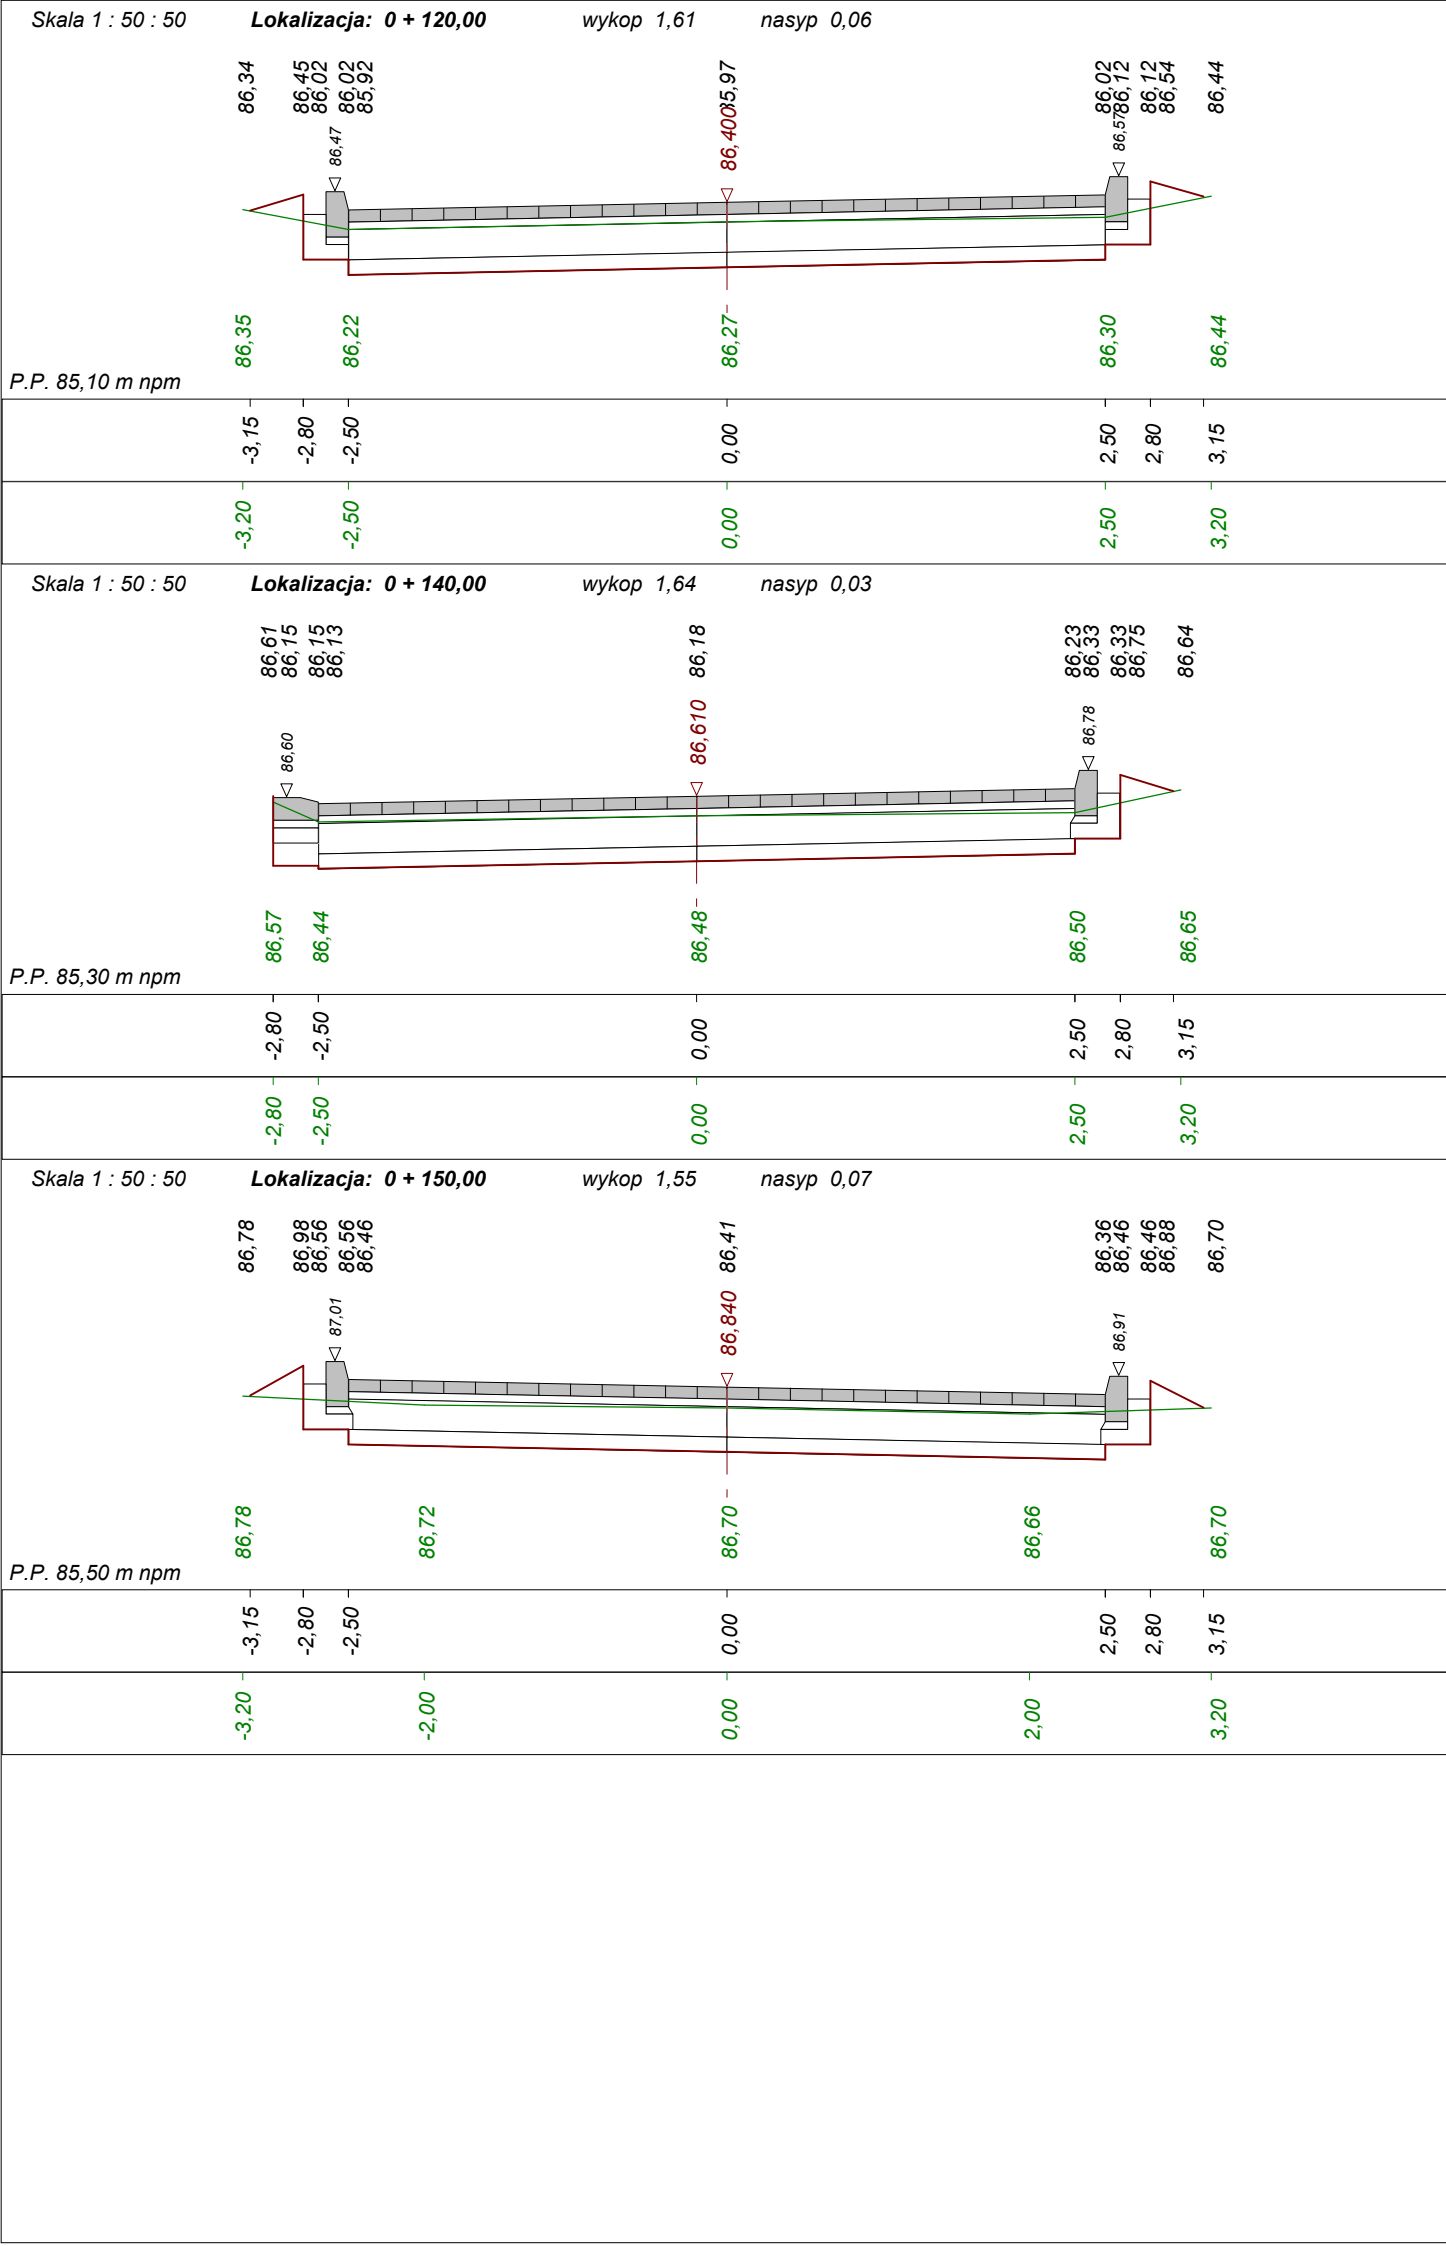 Skala 1 : 50 : 50 Lokalizacja: 0 + 120,00 wykop 1,61 nasyp 0,06
86,34 86,45 86,02 86,02 85,92 85,97 86,02 86,12 86,12 86,54 86,44
86,47 86,400 86,57
86,35 86,22 86,27 86,30 86,44
P.P. 85,10 m npm
-3,15 -2,80 -2,50 0,00 2,50 2,80 3,15
-3,20 -2,50 0,00 2,50 3,20
Skala 1 : 50 : 50 Lokalizacja: 0 + 140,00 wykop 1,64 nasyp 0,03
86,61 86,15 86,15 86,13 86,18 86,23 86,33 86,33 86,75 86,64
86,60 86,610 86,78
86,57 86,44 86,48 86,50 86,65
P.P. 85,30 m npm
-2,80 -2,50 0,00 2,50 2,80 3,15
-2,80 -2,50 0,00 2,50 3,20
Skala 1 : 50 : 50 Lokalizacja: 0 + 150,00 wykop 1,55 nasyp 0,07
86,78 86,98 86,56 86,56 86,46 86,41 86,36 86,46 86,46 86,88 86,70
87,01 86,840 86,91
86,78 86,72 86,70 86,66 86,70
P.P. 85,50 m npm
-3,15 -2,80 -2,50 0,00 2,50 2,80 3,15
-3,20 -2,00 0,00 2,00 3,20